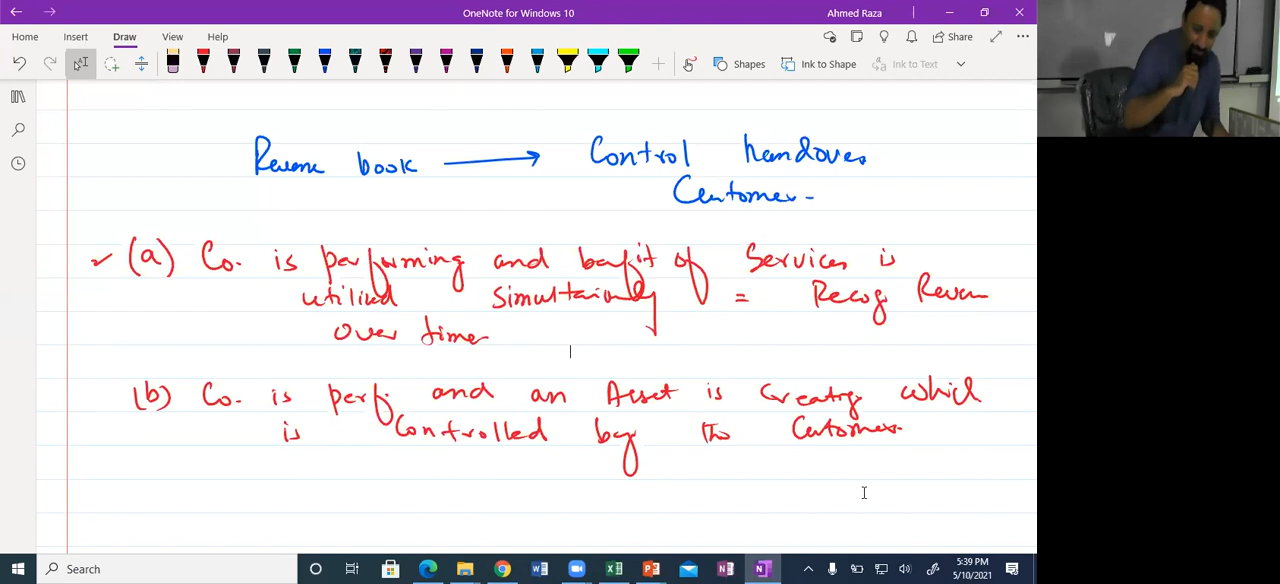 OneNote for Windows 10
Ahmed Raza
Home Insert Draw View Help
Share
Shapes Ink to Shape Ink to Text
Revenue book → Control handover
Customer.
(a) Co. is performing and benefit of Services is
utilized simultaneously = Recog Revenue
over time
(b) Co. is perf. and an Asset is creating which
is controlled by the Customer.
Search
5:39 PM
5/10/2021